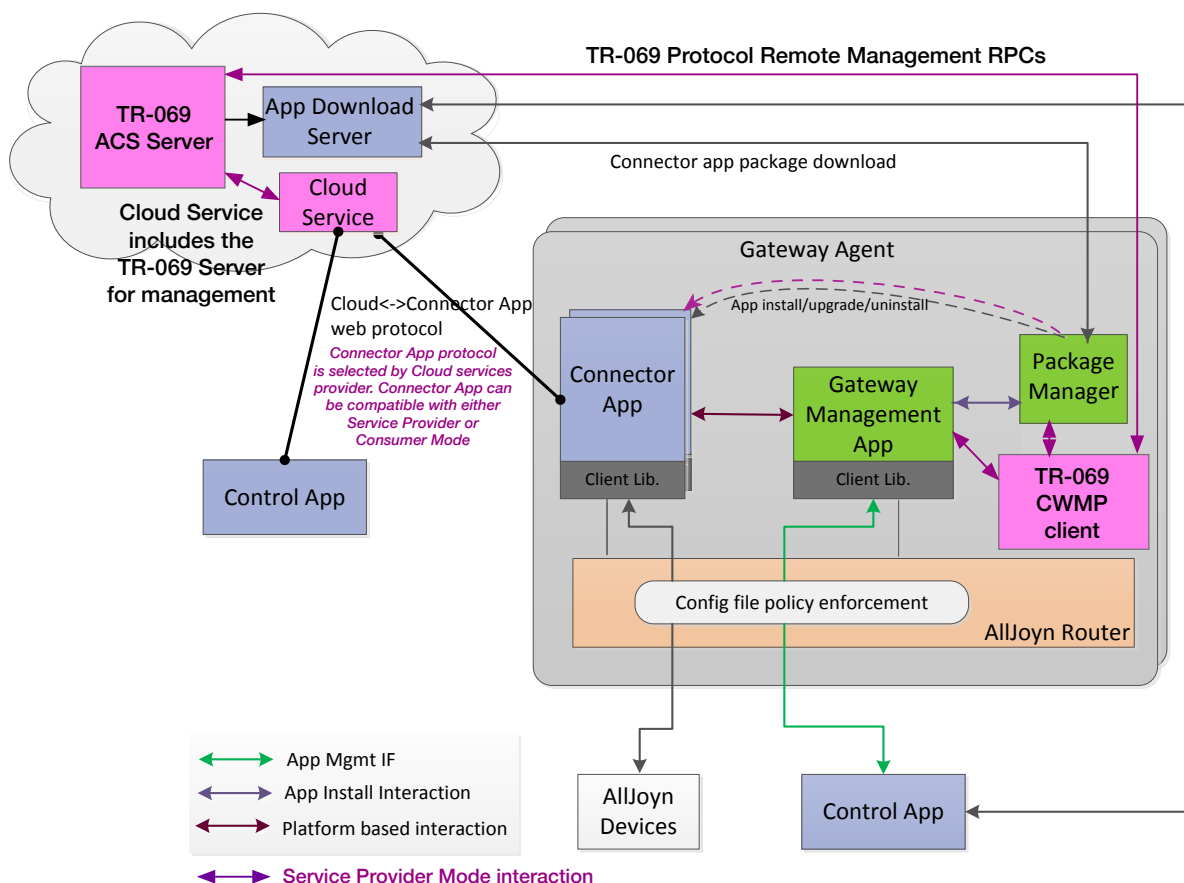 TR-069 Protocol Remote Management RPCs
TR-069
ACS Server
App Download
Server
Connector app package download
Cloud
Service
Cloud Service
includes the
TR-069 Server
for management
Gateway Agent
Cloud<->Connector App
web protocol
Connector App protocol
is selected by Cloud services
provider. Connector App can
be compatible with either
Service Provider or
Consumer Mode
App install/upgrade/uninstall
Connector
App
Client Lib.
Gateway
Management
App
Client Lib.
Package
Manager
TR-069
CWMP
client
Control App
Config file policy enforcement
AllJoyn Router
App Mgmt IF
App Install Interaction
Platform based interaction
Service Provider Mode interaction
AllJoyn
Devices
Control App